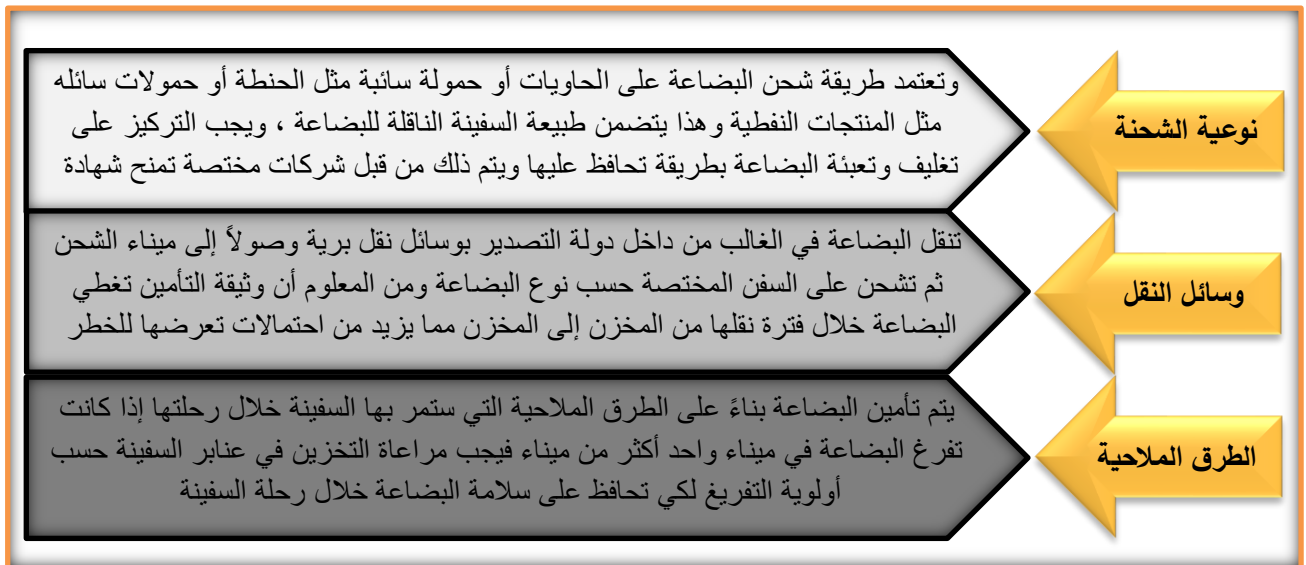 نوعية الشحنة
وتعتمد طريقة شحن البضاعة على الحاويات أو حمولة سائبة مثل الحنطة أو حمولات سائله
مثل المنتجات النفطية وهذا يتضمن طبيعة السفينة الناقلة للبضاعة ، ويجب التركيز على
تغليف وتعبئة البضاعة بطريقة تحافظ عليها ويتم ذلك من قبل شركات مختصة تمنح شهادة
وسائل النقل
تنقل البضاعة في الغالب من داخل دولة التصدير بوسائل نقل برية وصولاً إلى ميناء الشحن
ثم تشحن على السفن المختصة حسب نوع البضاعة ومن المعلوم أن وثيقة التأمين تغطي
البضاعة خلال فترة نقلها من المخزن إلى المخزن مما يزيد من احتمالات تعرضها للخطر
الطرق الملاحية
يتم تأمين البضاعة بناءً على الطرق الملاحية التي ستمر بها السفينة خلال رحلتها إذا كانت
تفرغ البضاعة في ميناء واحد أكثر من ميناء فيجب مراعاة التخزين في عنابر السفينة حسب
أولوية التفريغ لكي تحافظ على سلامة البضاعة خلال رحلة السفينة